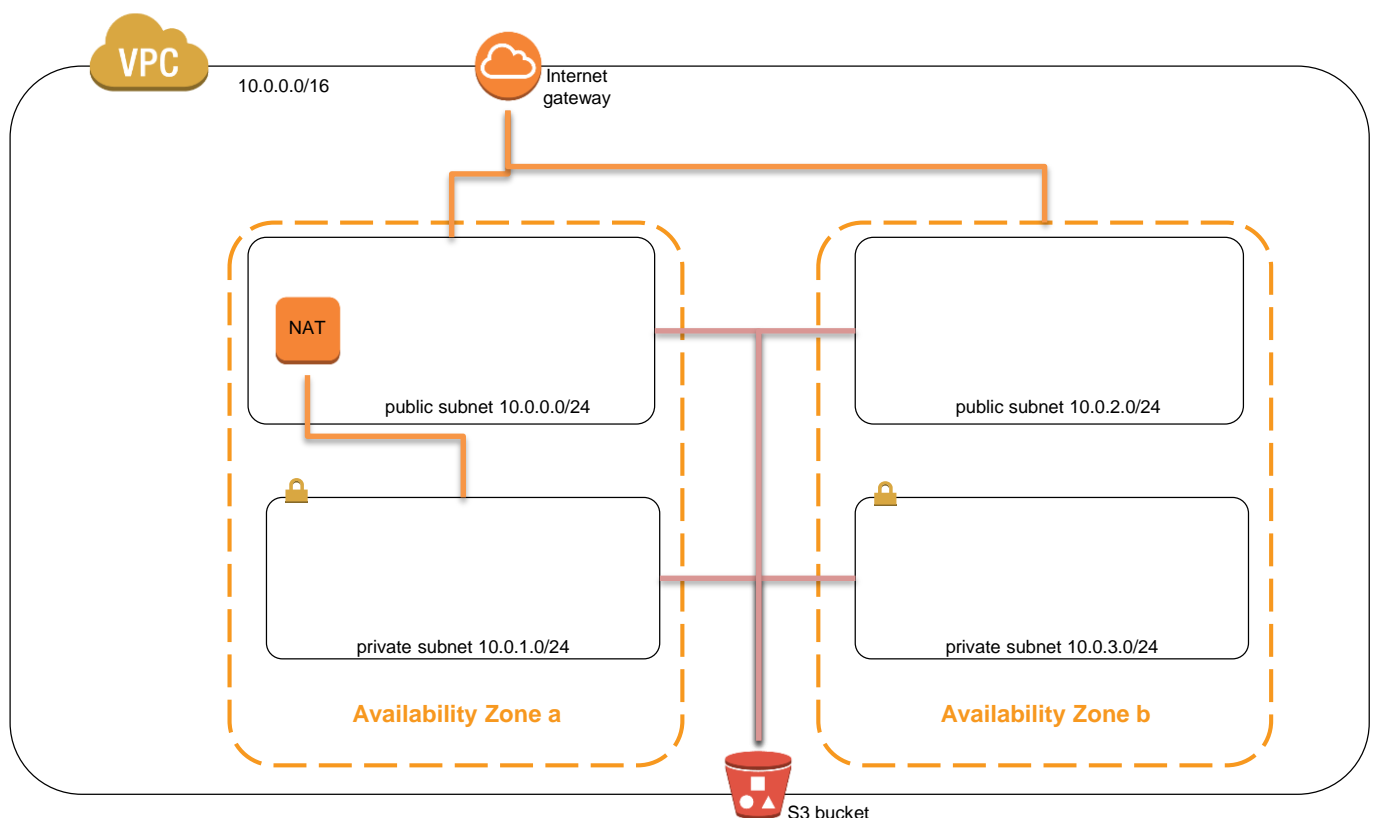 VPC
10.0.0.0/16
Internet
gateway
NAT
public subnet 10.0.0.0/24
public subnet 10.0.2.0/24
private subnet 10.0.1.0/24
private subnet 10.0.3.0/24
Availability Zone a
Availability Zone b
S3 bucket